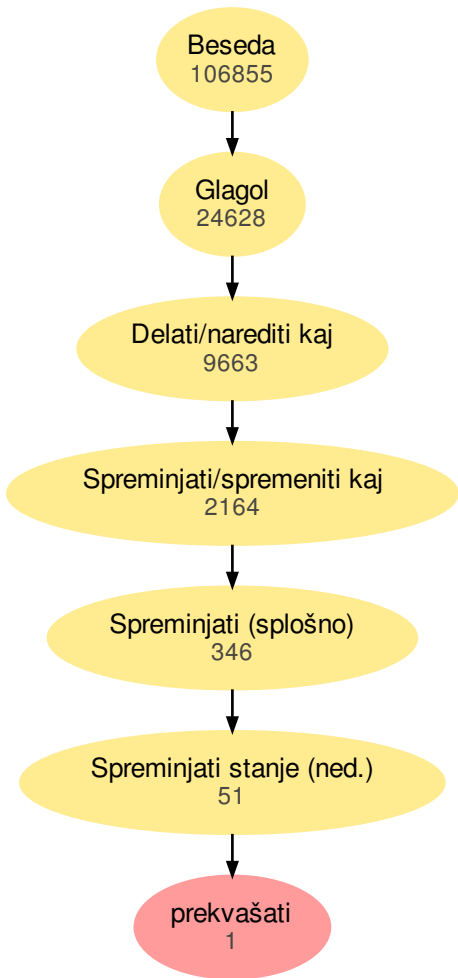 Beseda
106855
Glagol
24628
Delati/narediti kaj
9663
Spreminjati/spremeniti kaj
2164
Spreminjati (splošno)
346
Spreminjati stanje (ned.)
51
prekvašati
1